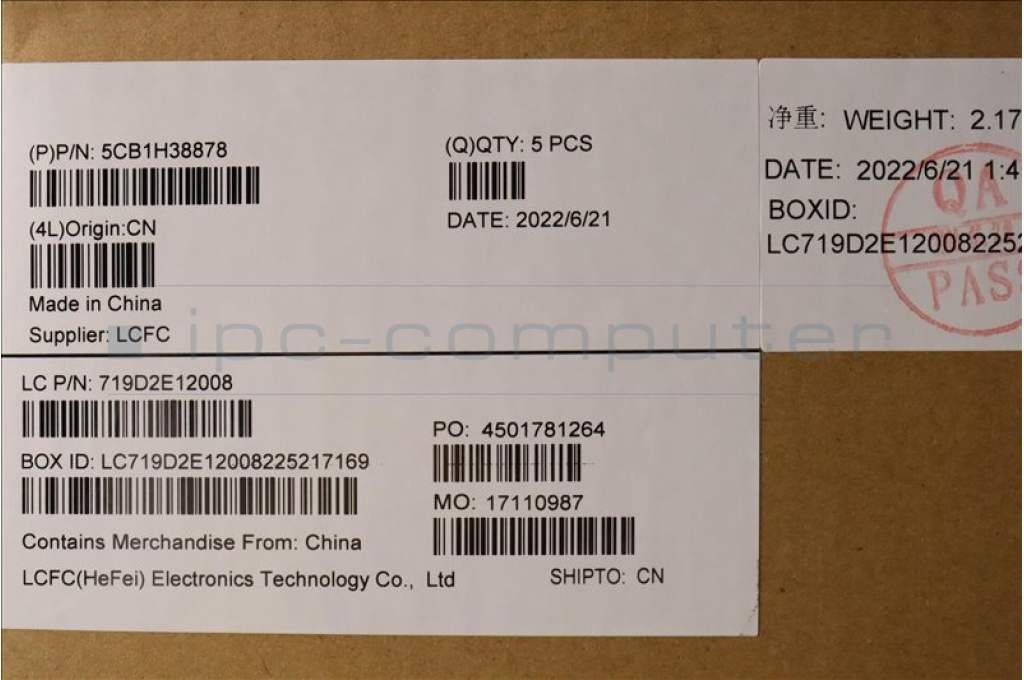 (P)P/N: 5CB1H38878
(Q)QTY: 5 PCS
(4L)Origin:CN
DATE: 2022/6/21
Made in China
Supplier: LCFC
净重: WEIGHT: 2.17
DATE: 2022/6/21 1:4
BOXID:
LC719D2E120082252
QA
PASS
ipc-computer
LC P/N: 719D2E12008
PO: 4501781264
BOX ID: LC719D2E12008225217169
MO: 17110987
Contains Merchandise From: China
LCFC(HeFei) Electronics Technology Co., Ltd
SHIPTO: CN